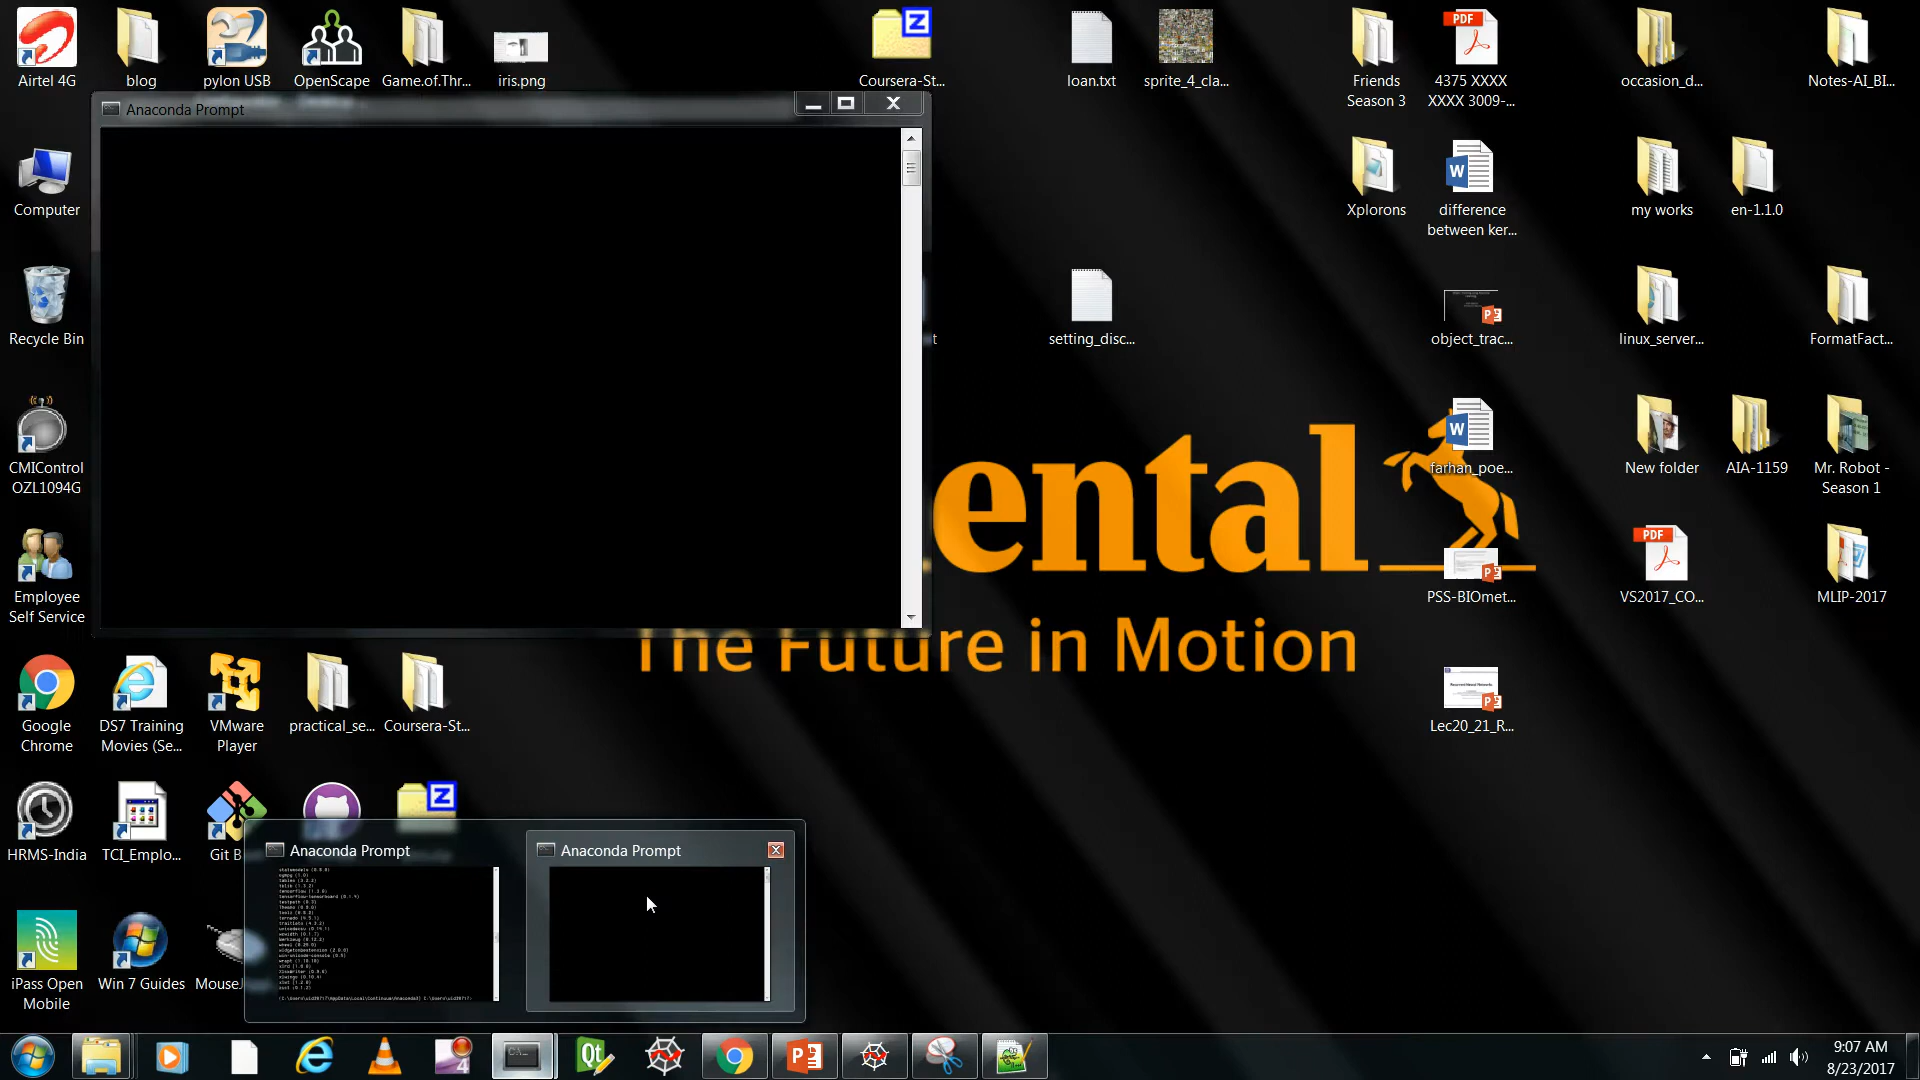 Airtel 4G
blog
pylon USB
OpenScape
Game.of.Thr...
iris.png
Coursera-St...
loan.txt
sprite_4_cla...
Friends
Season 3
PDF
4375 XXXX
XXXX 3009-...
occasion_d...
Notes-AI_BI...
Anaconda Prompt
Computer
Xplorons
difference
between ker...
my works
en-1.1.0
Recycle Bin
t
setting_disc...
object_trac...
linux_server...
FormatFact...
CMIControl
OZL1094G
ental
farhan_poe...
New folder
AIA-1159
Mr. Robot -
Season 1
Employee
Self Service
PSS-BIOmet...
PDF
VS2017_CO...
MLIP-2017
The Future in Motion
Google
Chrome
DS7 Training
Movies (Se...
VMware
Player
practical_se...
Coursera-St...
Lec20_21_R...
HRMS-India
TCI_Emplo...
Git B
Anaconda Prompt
Anaconda Prompt
iPass Open
Mobile
Win 7 Guides
MouseJ
9:07 AM
8/23/2017